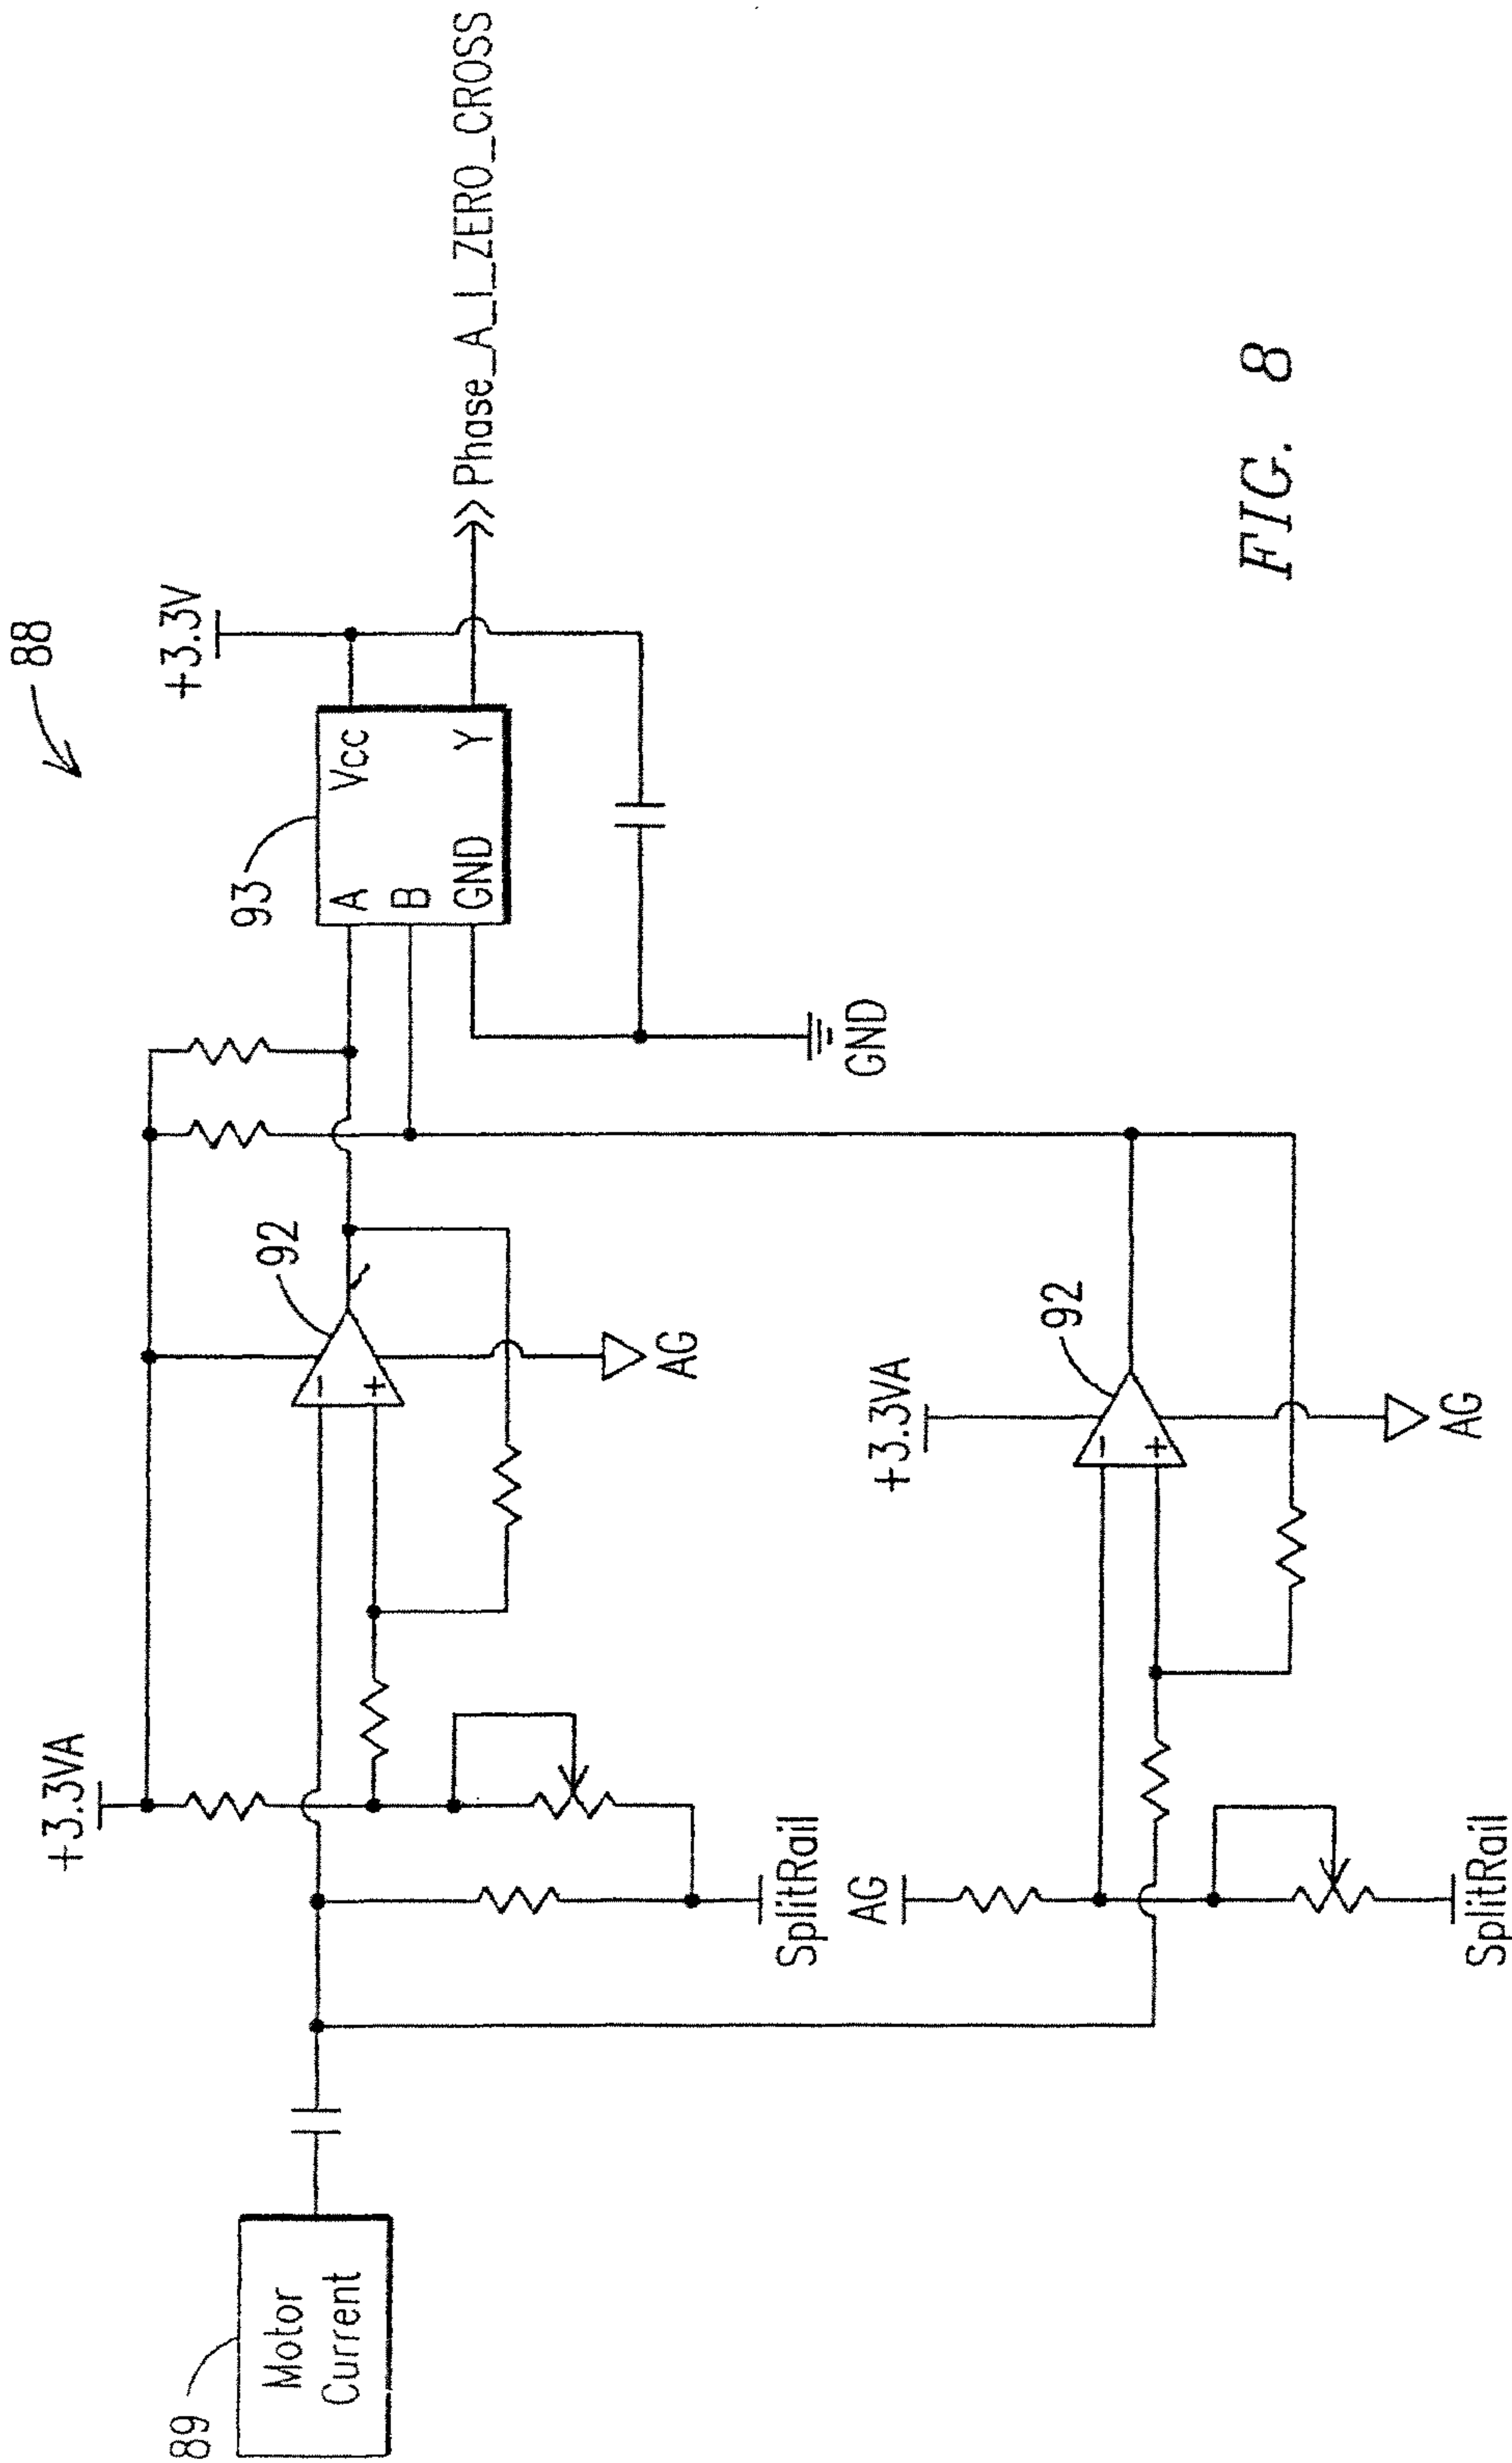 88
+3.3VA
92
93
+3.3V
A
Vcc
B
GND
Y
Phase_A_I_ZERO_CROSS
89
Motor
Current
-
+
AG
GND
SplitRail
AG
+3.3VA
92
-
+
AG
SplitRail
FIG. 8